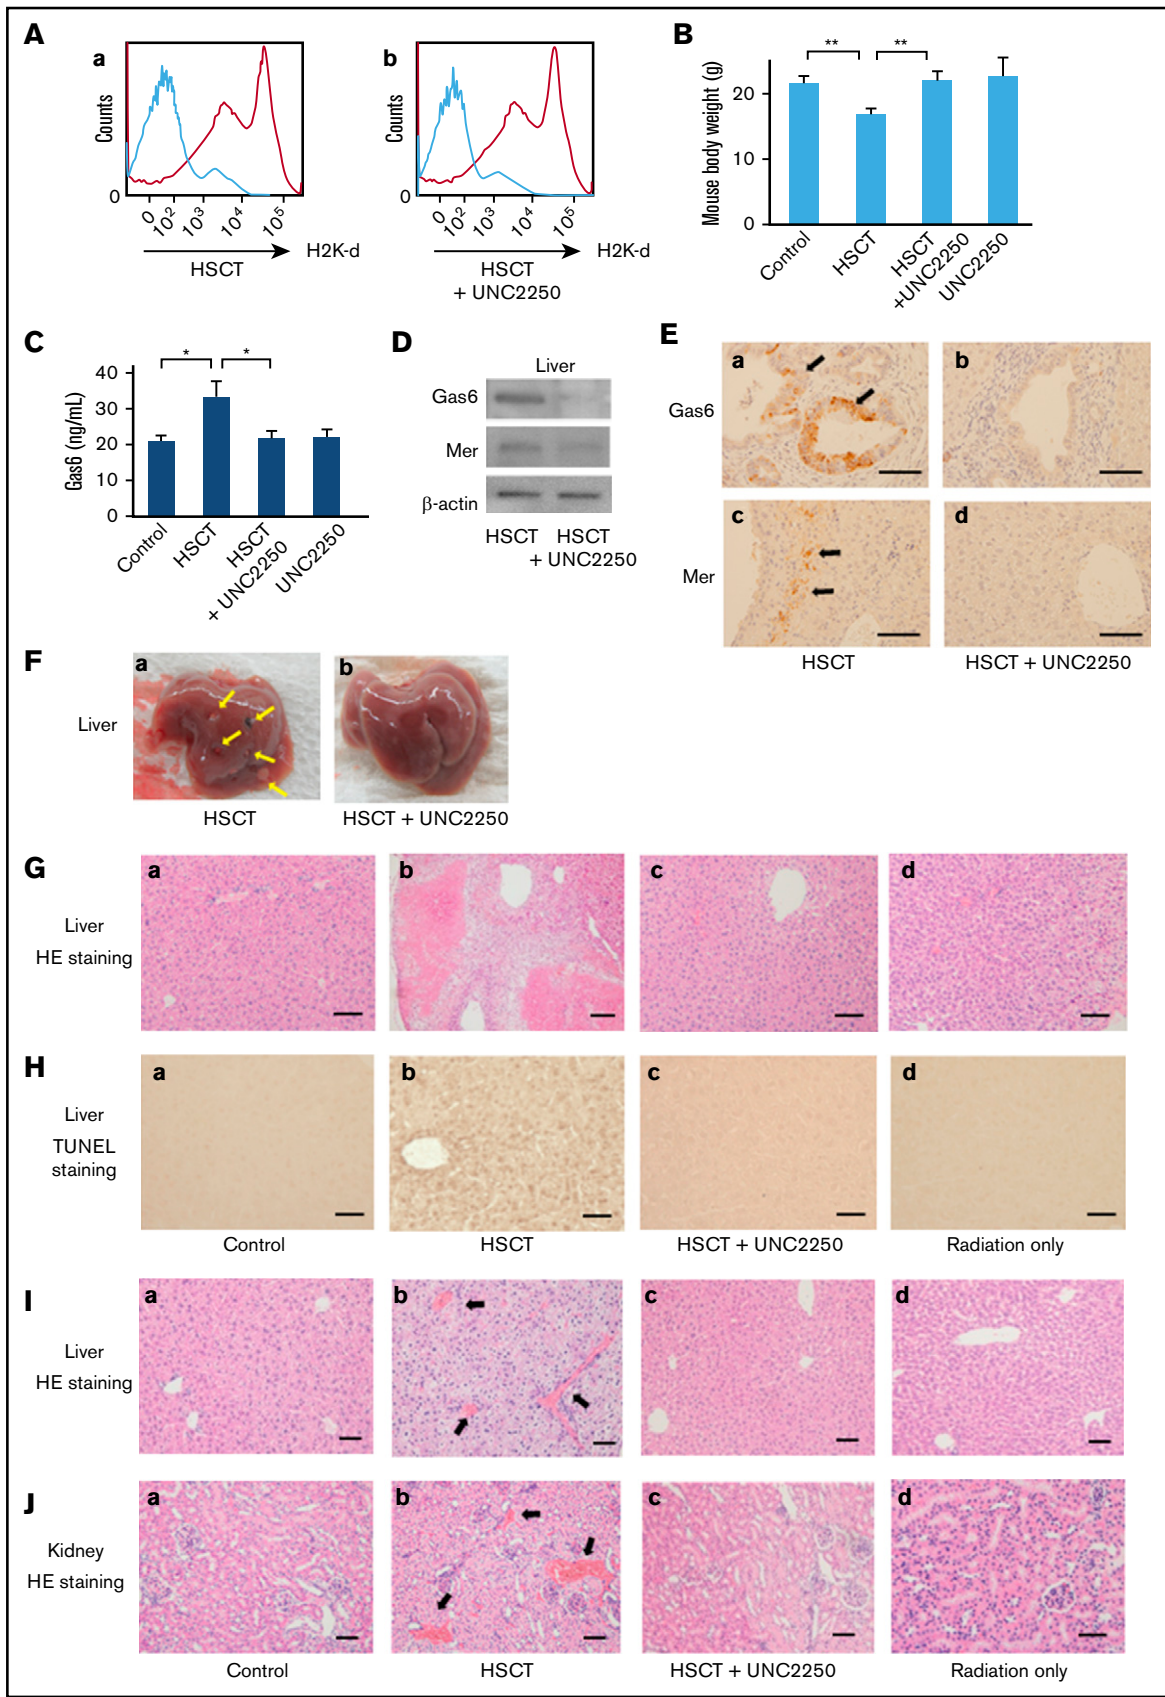 A
a
Counts
0
0 10² 10³ 10⁴ 10⁵
H2K-d
HSCT
b
Counts
0
0 10² 10³ 10⁴ 10⁵
H2K-d
HSCT
+ UNC2250
B
Mouse body weight (g)
20
10
0
** **
Control
HSCT
HSCT
+UNC2250
UNC2250
C
Gas6 (ng/mL)
40
30
20
10
0
* *
Control
HSCT
HSCT
+ UNC2250
UNC2250
D
Liver
Gas6
Mer
β-actin
HSCT HSCT
+ UNC2250
E
a b
Gas6
c d
Mer
HSCT HSCT + UNC2250
F
a b
Liver
HSCT HSCT + UNC2250
G
a b c d
Liver
HE staining
H
a b c d
Liver
TUNEL
staining
Control HSCT HSCT + UNC2250 Radiation only
I
a b c d
Liver
HE staining
J
a b c d
Kidney
HE staining
Control HSCT HSCT + UNC2250 Radiation only